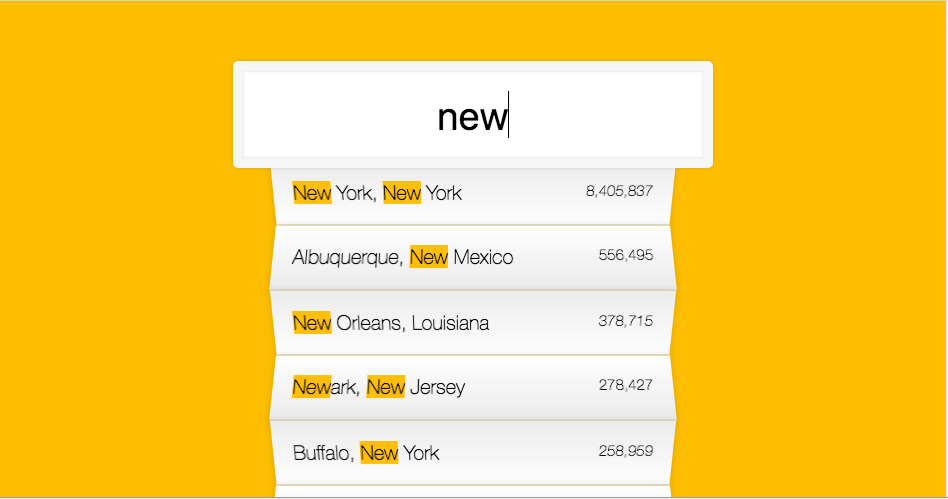 new
New York, New York 8,405,837
Albuquerque, New Mexico 556,495
New Orleans, Louisiana 378,715
Newark, New Jersey 278,427
Buffalo, New York 258,959